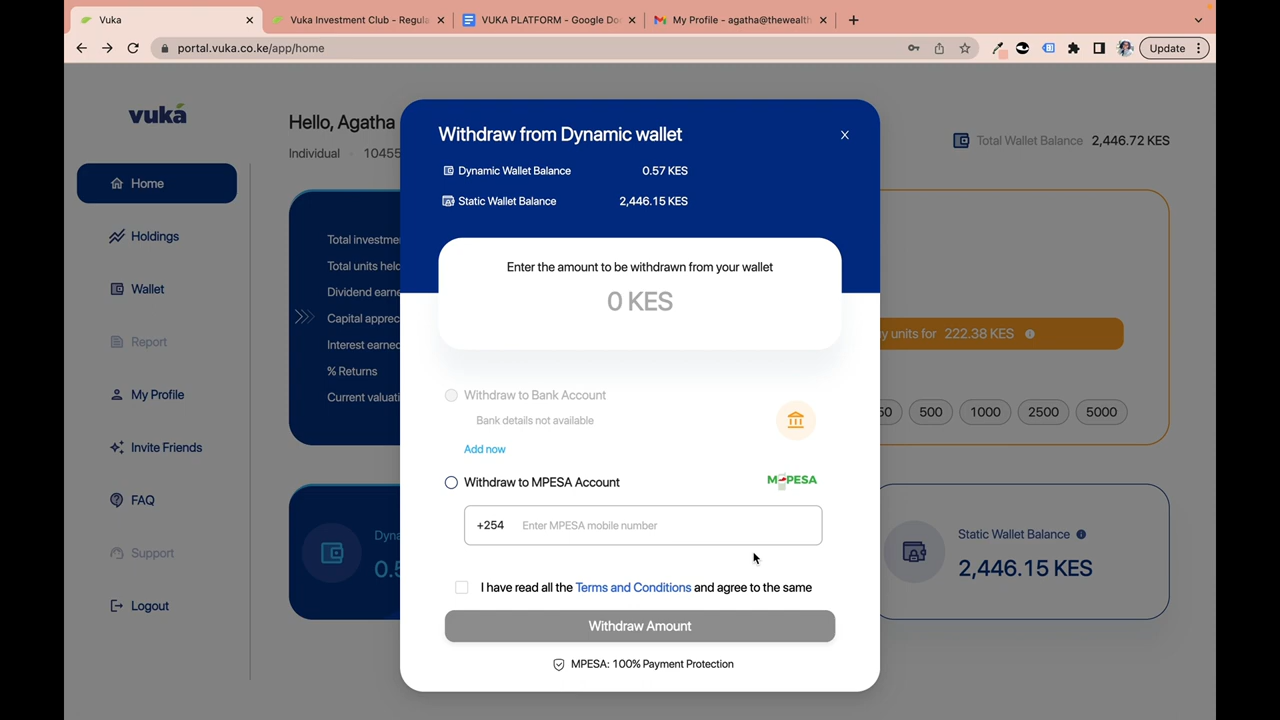 Vuka
Vuka Investment Club - Regula
VUKA PLATFORM - Google Do
My Profile - agatha@thewealth
portal.vuka.co.ke/app/home
Update
vuka
Home
Holdings
Wallet
Report
My Profile
Invite Friends
FAQ
Support
Logout
Hello, Agatha
Individual
10455
Total Wallet Balance 2,446.72 KES
Total investme
Total units held
Dividend earne
Capital apprec
Interest earned
% Returns
Current valuati
Dyna
0.5
Withdraw from Dynamic wallet
X
Dynamic Wallet Balance 0.57 KES
Static Wallet Balance 2,446.15 KES
Enter the amount to be withdrawn from your wallet
0 KES
Withdraw to Bank Account
Bank details not available
Add now
Withdraw to MPESA Account
M-PESA
+254 Enter MPESA mobile number
I have read all the Terms and Conditions and agree to the same
Withdraw Amount
MPESA: 100% Payment Protection
y units for 222.38 KES
50 500 1000 2500 5000
Static Wallet Balance
2,446.15 KES